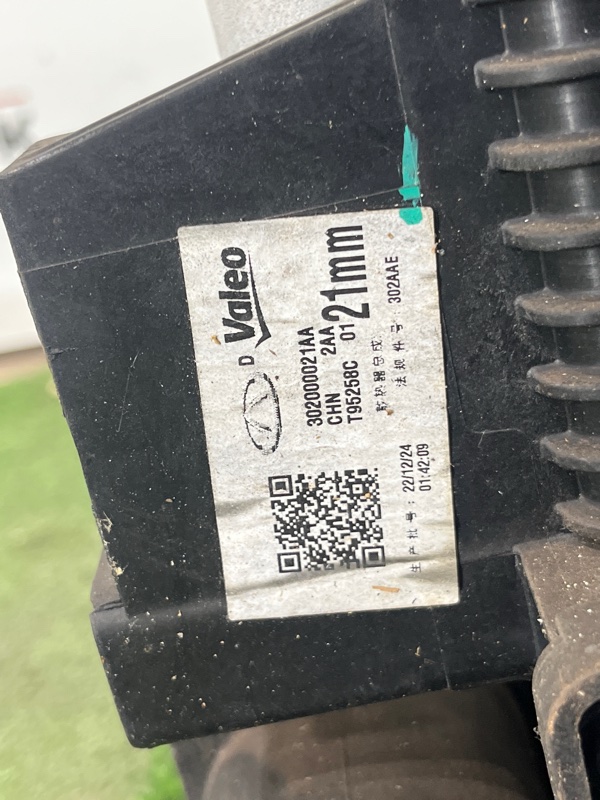 D Valeo
302000021AA
CHN 2AA
T95258C 01
21mm
散热器总成
法规件号: 302AAE
生产批号: 22/12/24
01:42:09